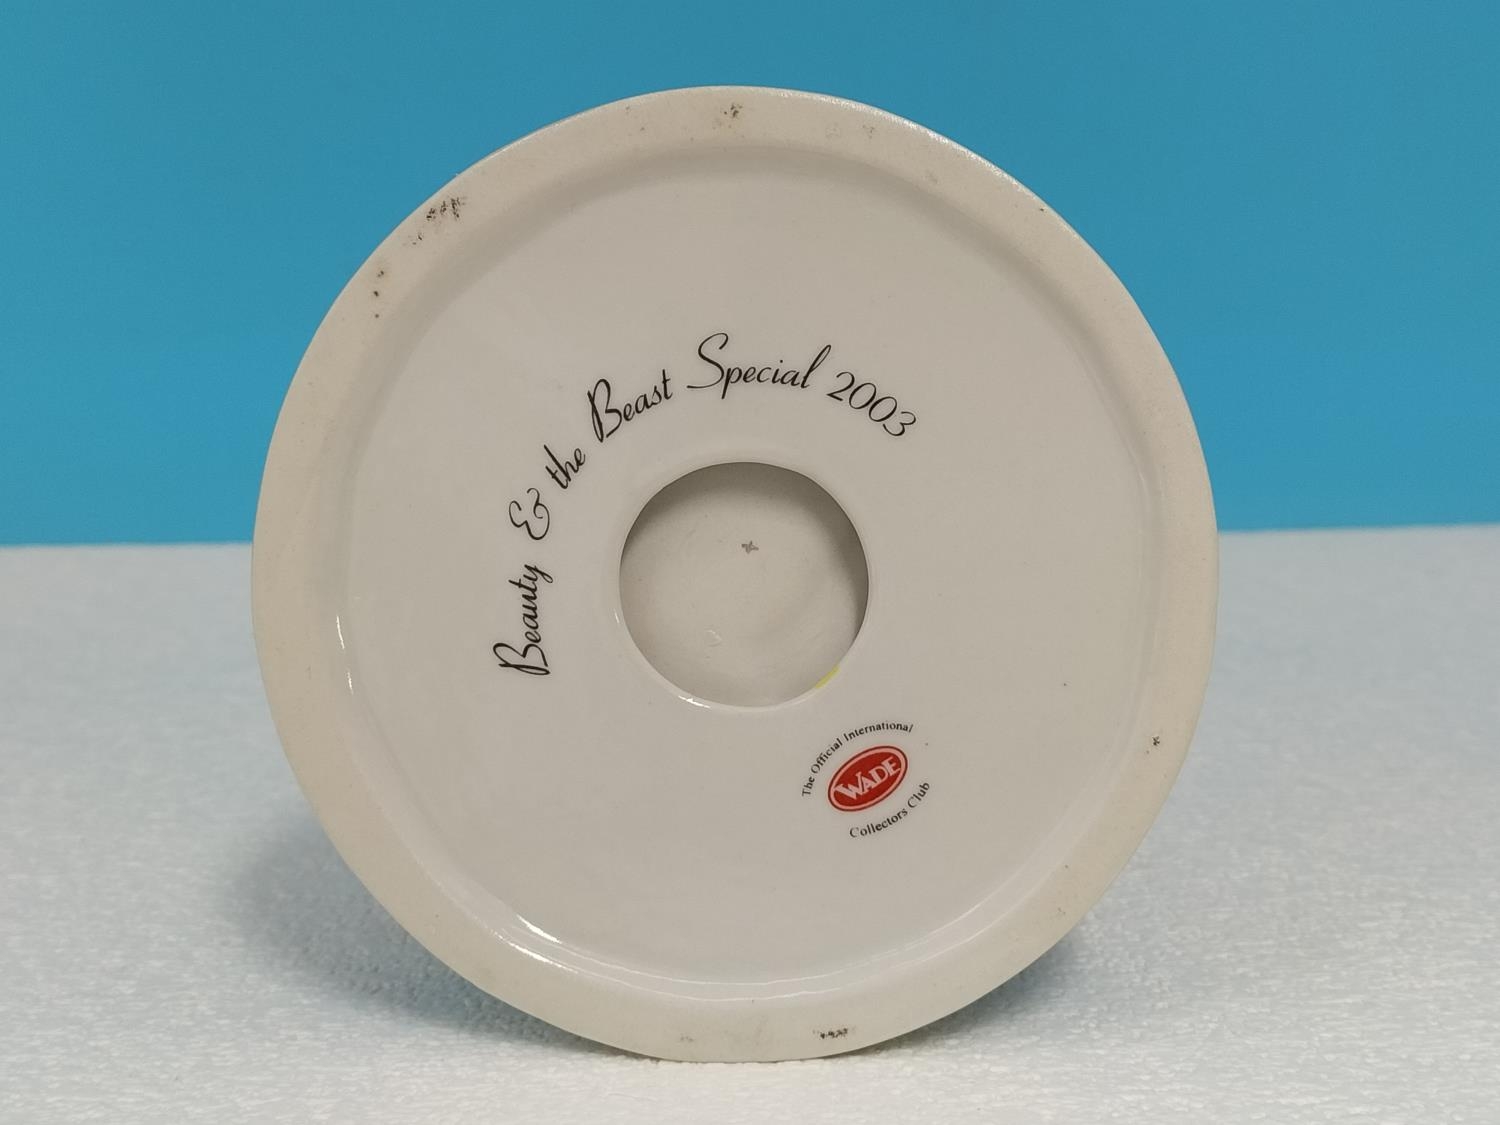 Beauty & the Beast Special 2003
The Official International
WADE
Collectors Club